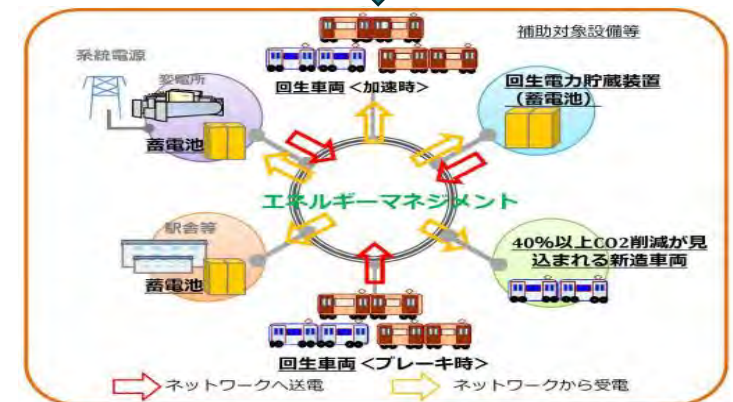 補助対象設備等
系統電源
変電所
蓄電池
回生車両<加速時>
回生電力貯蔵装置
(蓄電池)
エネルギーマネジメント
駅舎等
蓄電池
40%以上CO2削減が見
込まれる新造車両
回生車両<ブレーキ時>
ネットワークへ送電
ネットワークから受電